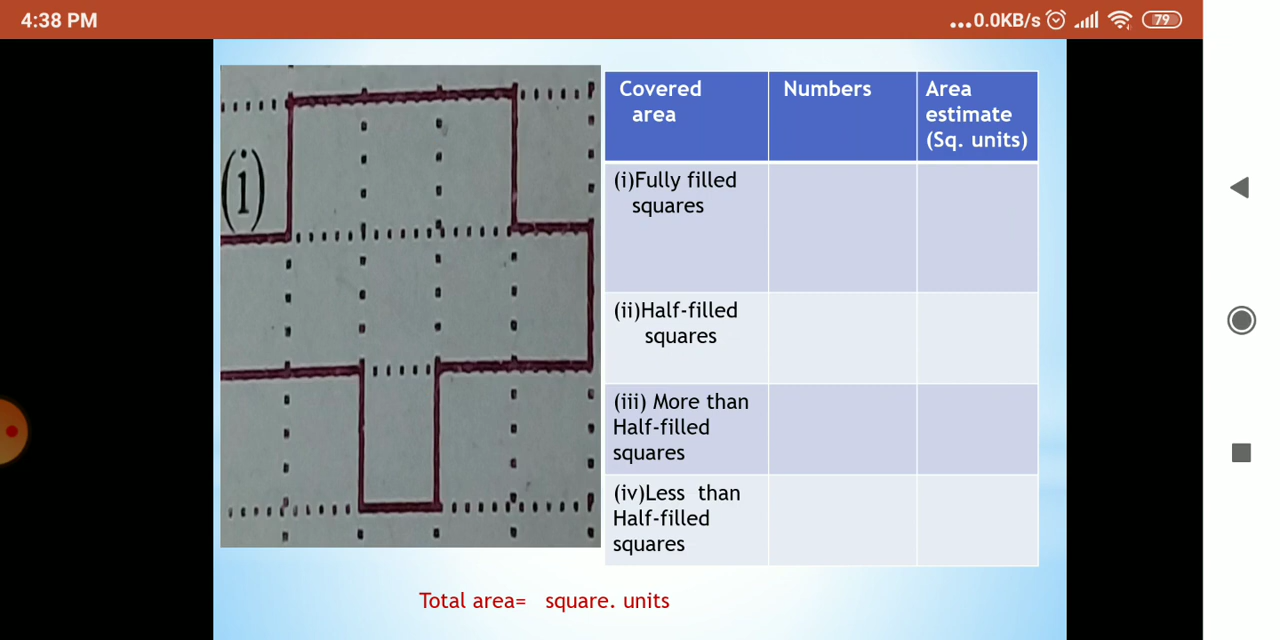 4:38 PM
...0.0KB/s
79
(i)
Covered area
Numbers
Area estimate (Sq. units)
(i)Fully filled
squares
(ii)Half-filled
squares
(iii) More than
Half-filled
squares
(iv)Less than
Half-filled
squares
Total area= square. units